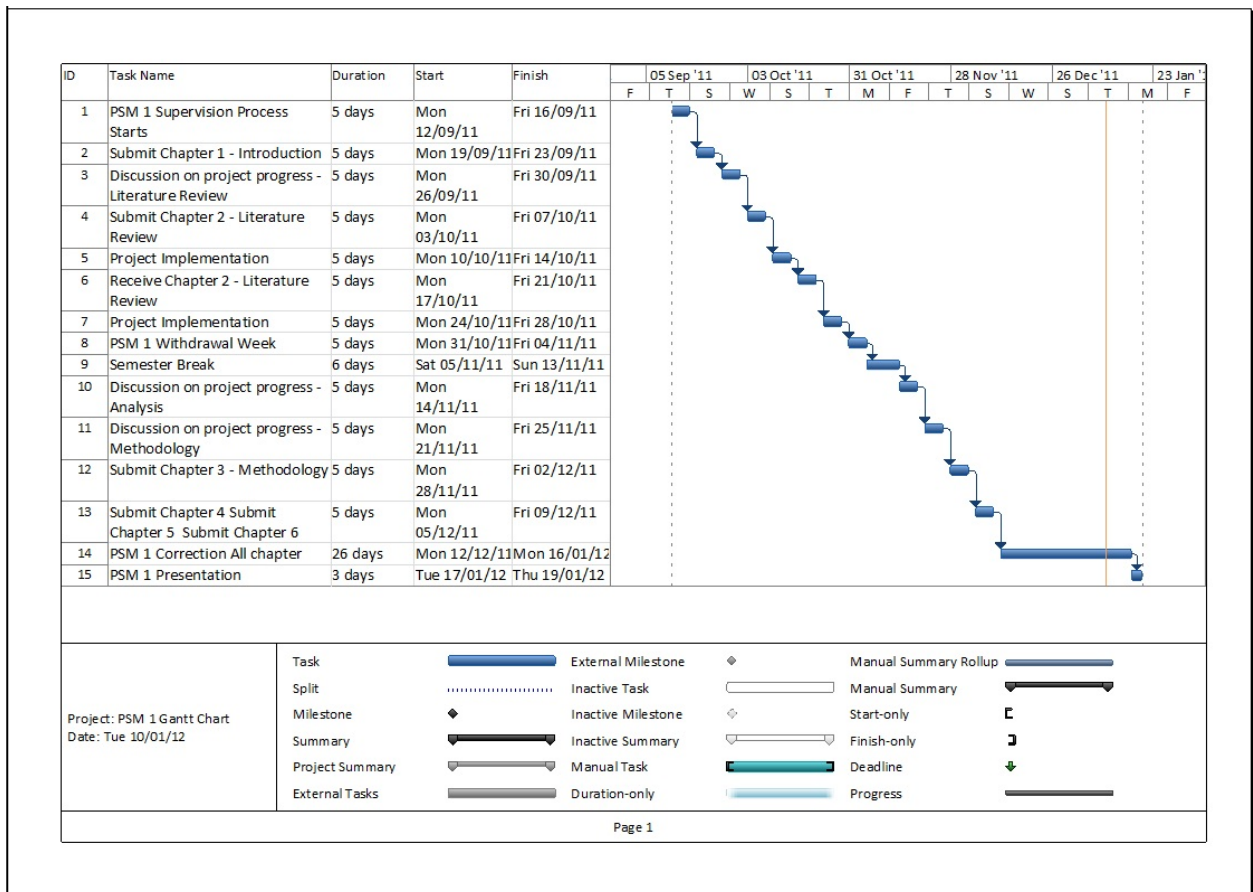 ID Task Name Duration Start Finish 05 Sep '11 03 Oct '11 31 Oct '11 28 Nov '11 26 Dec '11 23 Jan '1
F T S W S T M F T S W S T M F
1 PSM 1 Supervision Process 5 days Mon Fri 16/09/11
Starts 12/09/11
2 Submit Chapter 1 - Introduction 5 days Mon 19/09/11 Fri 23/09/11
3 Discussion on project progress - 5 days Mon Fri 30/09/11
Literature Review 26/09/11
4 Submit Chapter 2 - Literature 5 days Mon Fri 07/10/11
Review 03/10/11
5 Project Implementation 5 days Mon 10/10/11 Fri 14/10/11
6 Receive Chapter 2 - Literature 5 days Mon Fri 21/10/11
Review 17/10/11
7 Project Implementation 5 days Mon 24/10/11 Fri 28/10/11
8 PSM 1 Withdrawal Week 5 days Mon 31/10/11 Fri 04/11/11
9 Semester Break 6 days Sat 05/11/11 Sun 13/11/11
10 Discussion on project progress - 5 days Mon Fri 18/11/11
Analysis 14/11/11
11 Discussion on project progress - 5 days Mon Fri 25/11/11
Methodology 21/11/11
12 Submit Chapter 3 - Methodology 5 days Mon Fri 02/12/11
28/11/11
13 Submit Chapter 4 Submit 5 days Mon Fri 09/12/11
Chapter 5 Submit Chapter 6 05/12/11
14 PSM 1 Correction All chapter 26 days Mon 12/12/11 Mon 16/01/12
15 PSM 1 Presentation 3 days Tue 17/01/12 Thu 19/01/12
Project: PSM 1 Gantt Chart
Date: Tue 10/01/12
Task External Milestone Manual Summary Rollup
Split Inactive Task Manual Summary
Milestone Inactive Milestone Start-only
Summary Inactive Summary Finish-only
Project Summary Manual Task Deadline
External Tasks Duration-only Progress
Page 1